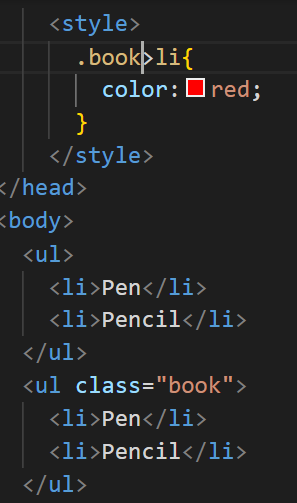 <style>
.book>li{
color: red;
}
</style>
</head>
<body>
<ul>
<li>Pen</li>
<li>Pencil</li>
</ul>
<ul class="book">
<li>Pen</li>
<li>Pencil</li>
</ul>